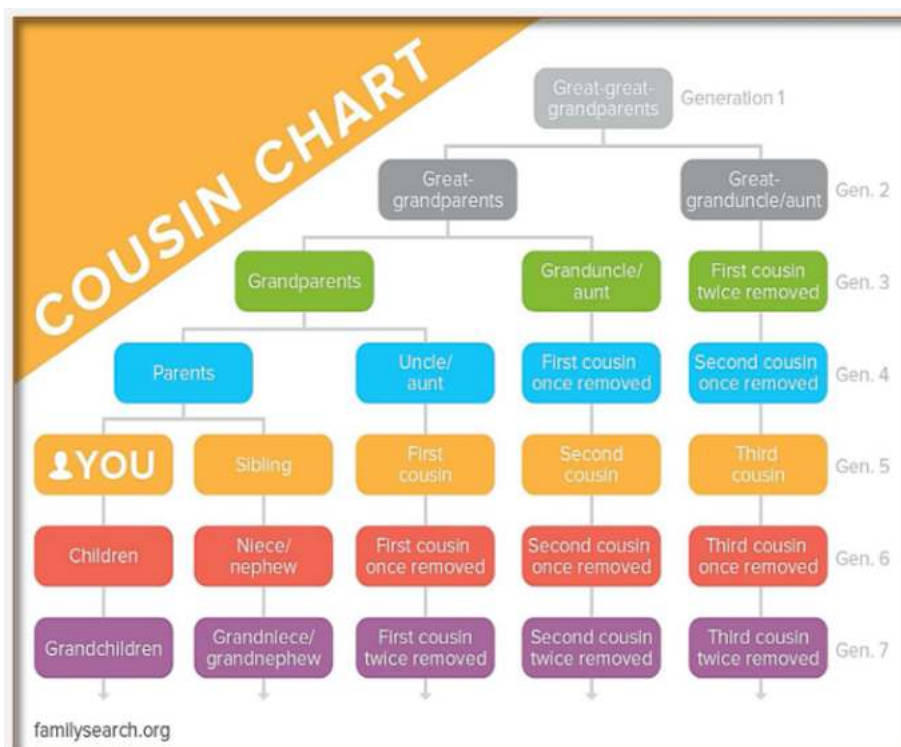 COUSIN CHART
Great-great-
grandparents
Generation 1
Great-
grandparents
Great-
granduncle/aunt
Gen. 2
Grandparents
Granduncle/
aunt
First cousin
twice removed
Gen. 3
Parents
Uncle/
aunt
First cousin
once removed
Second cousin
once removed
Gen. 4
YOU
Sibling
First
cousin
Second
cousin
Third
cousin
Gen. 5
Children
Niece/
nephew
First cousin
once removed
Second cousin
once removed
Third cousin
once removed
Gen. 6
Grandchildren
Grandniece/
grandnephew
First cousin
twice removed
Second cousin
twice removed
Third cousin
twice removed
Gen. 7
familysearch.org